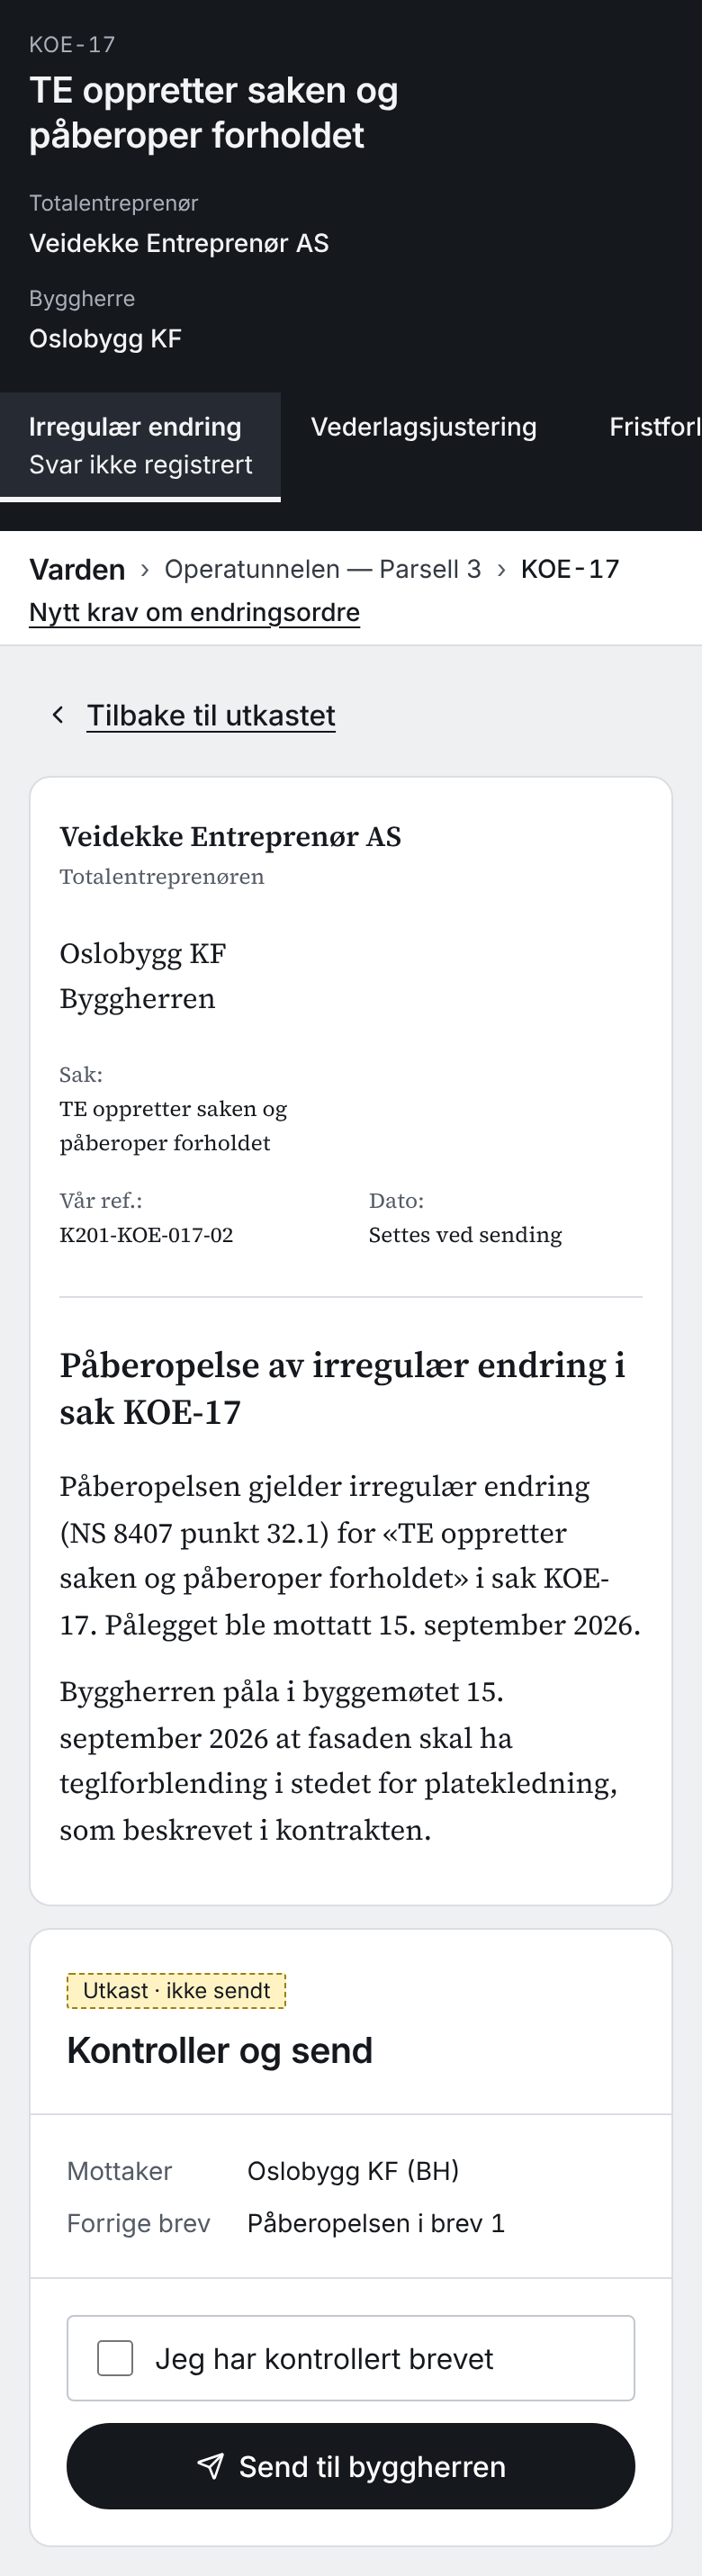 KOE-17
TE oppretter saken og
påberoper forholdet
Totalentreprenør
Veidekke Entreprenør AS
Byggherre
Oslobygg KF
Irregulær endring
Svar ikke registrert
Vederlagsjustering
Fristforl
Varden › Operatunnelen — Parsell 3 › KOE-17
Nytt krav om endringsordre
Tilbake til utkastet
Veidekke Entreprenør AS
Totalentreprenøren
Oslobygg KF
Byggherren
Sak:
TE oppretter saken og
påberoper forholdet
Vår ref.:
K201-KOE-017-02
Dato:
Settes ved sending
Påberopelse av irregulær endring i
sak KOE-17
Påberopelsen gjelder irregulær endring
(NS 8407 punkt 32.1) for «TE oppretter
saken og påberoper forholdet» i sak KOE-
17. Pålegget ble mottatt 15. september 2026.
Byggherren påla i byggemøtet 15.
september 2026 at fasaden skal ha
teglforblending i stedet for platekledning,
som beskrevet i kontrakten.
Utkast · ikke sendt
Kontroller og send
Mottaker Oslobygg KF (BH)
Forrige brev Påberopelsen i brev 1
Jeg har kontrollert brevet
Send til byggherren